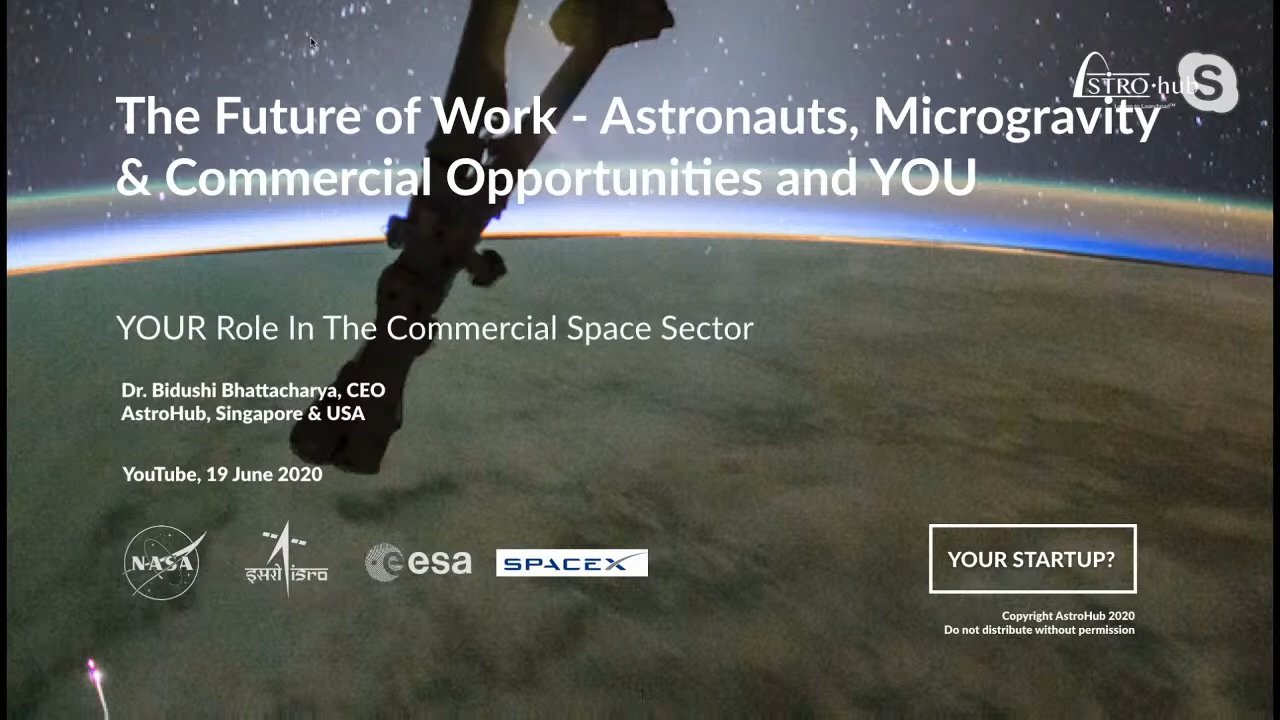 ASTRO·hub
S
The Future of Work - Astronauts, Microgravity
& Commercial Opportunities and YOU
YOUR Role In The Commercial Space Sector
Dr. Bidushi Bhattacharya, CEO
AstroHub, Singapore & USA
YouTube, 19 June 2020
NASA
इसरो isro
esa
SPACEX
YOUR STARTUP?
Copyright AstroHub 2020
Do not distribute without permission
1